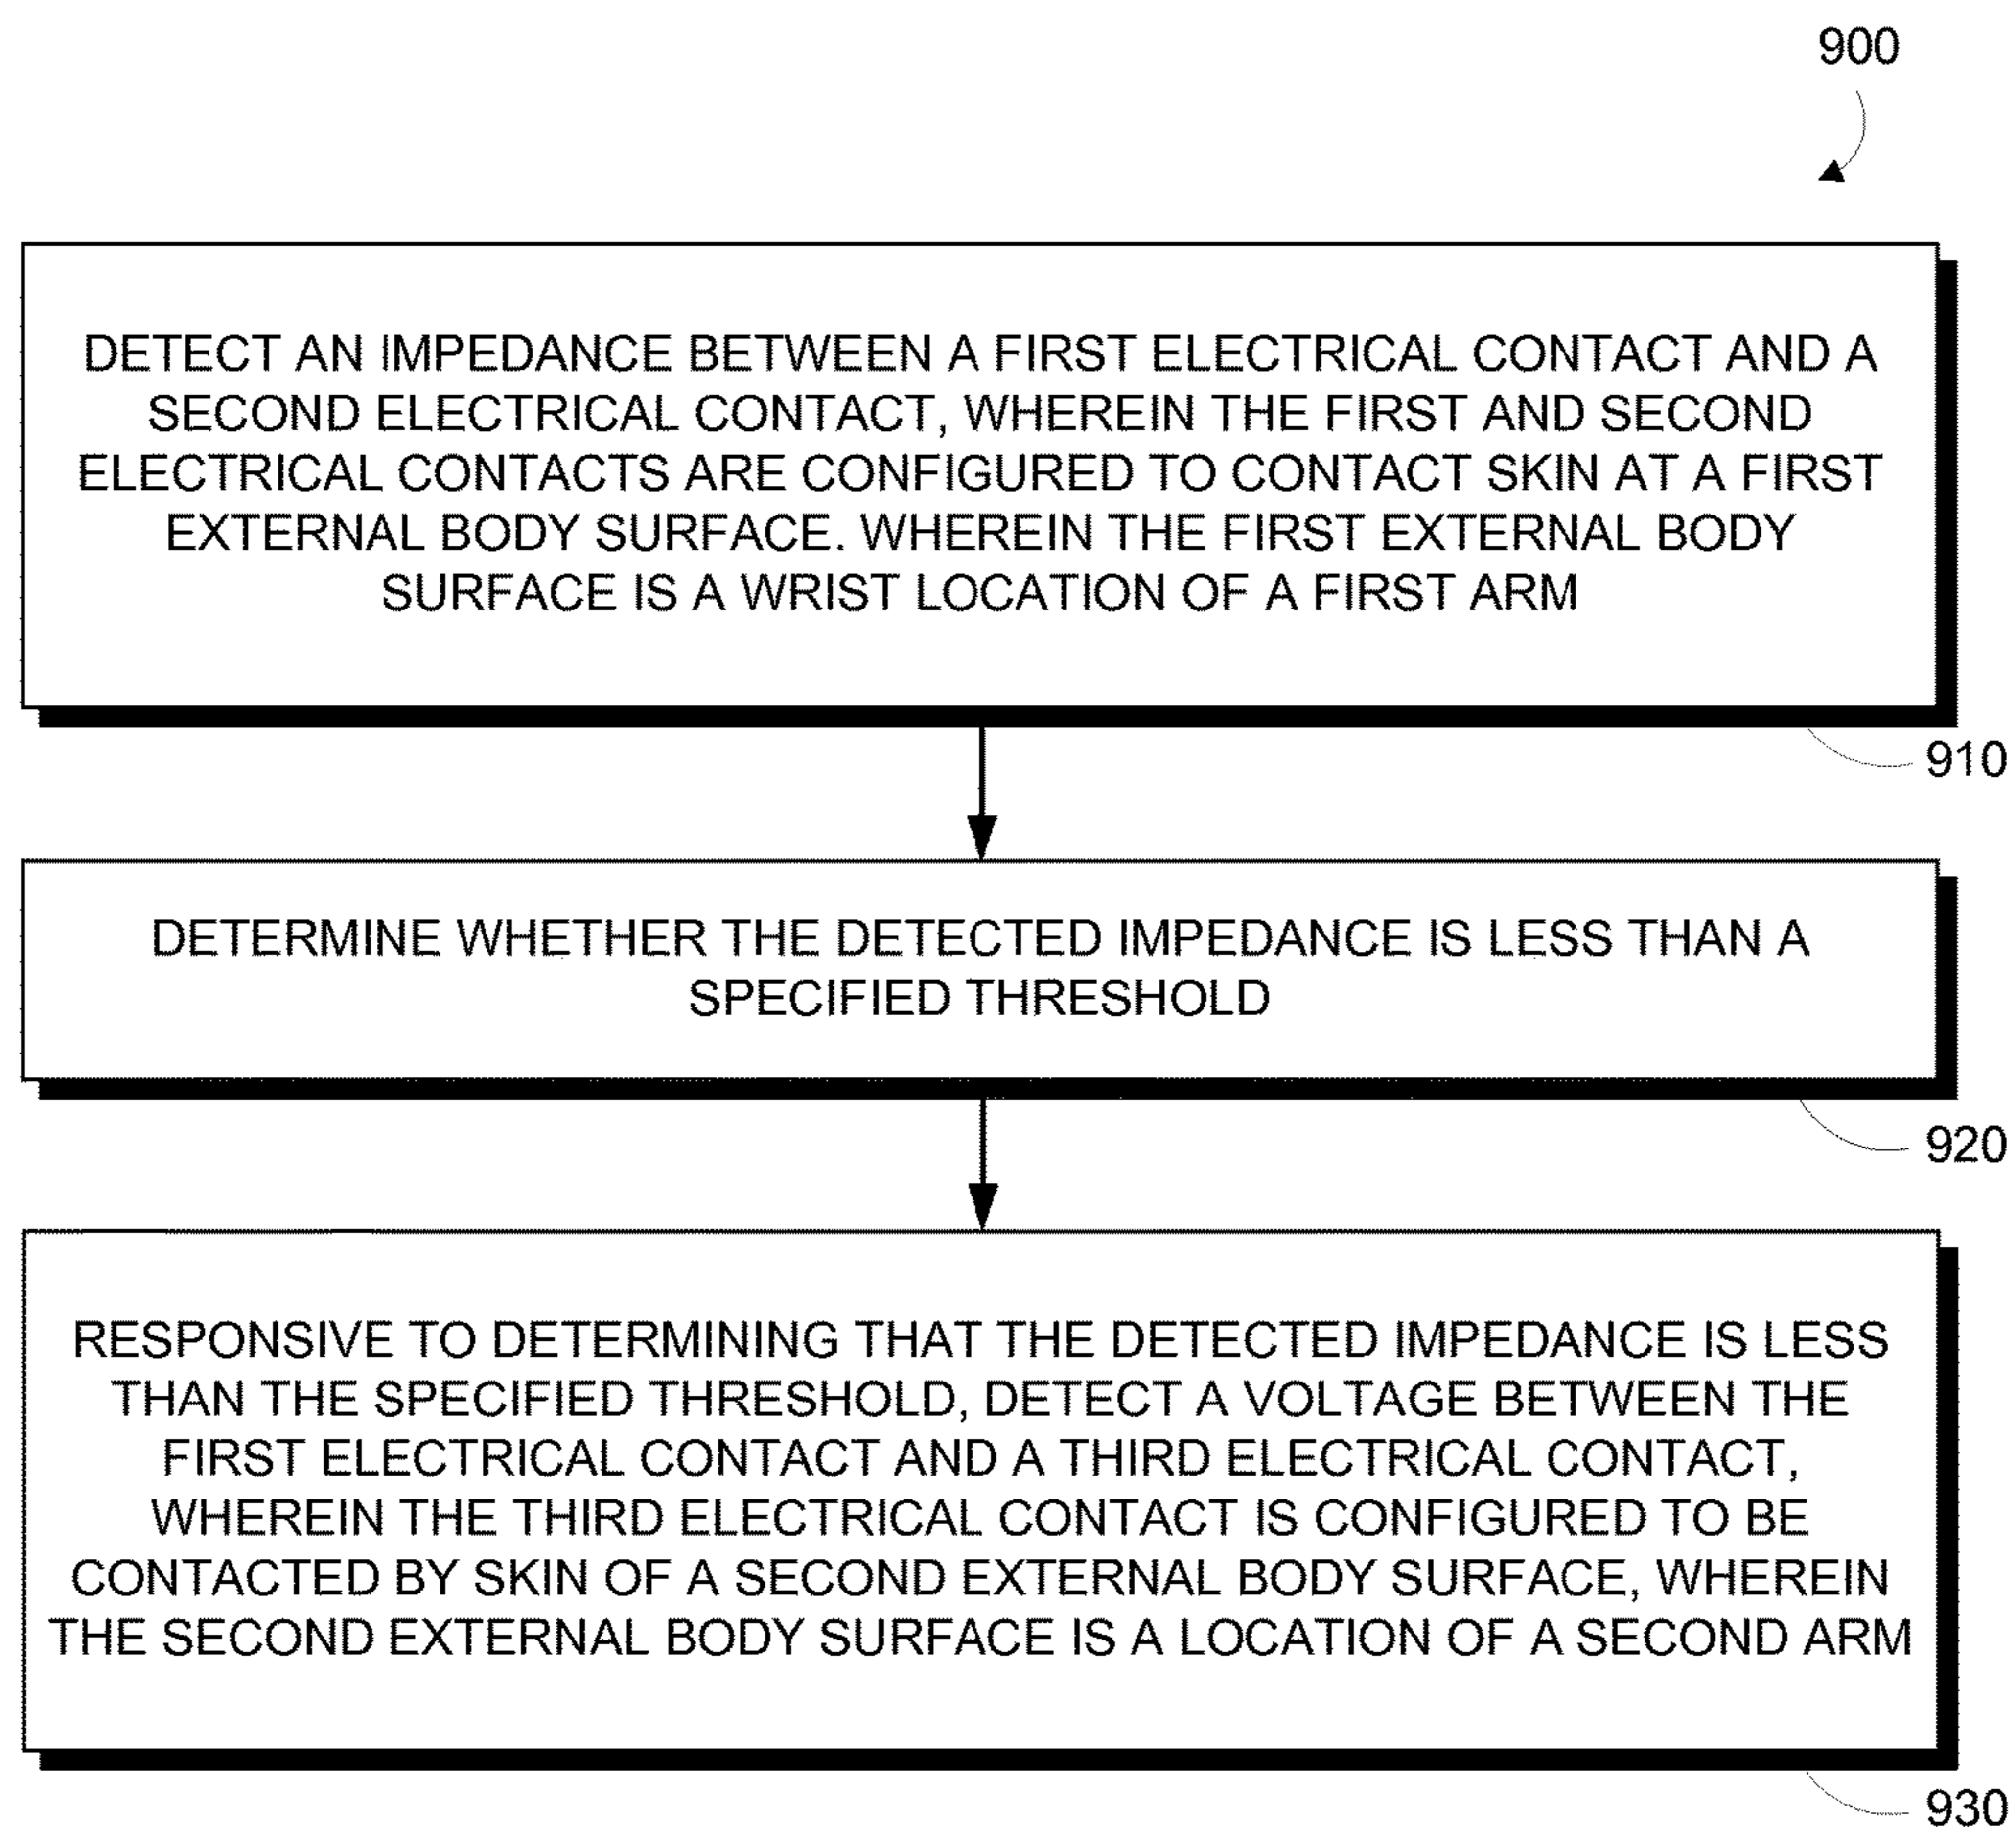 900
DETECT AN IMPEDANCE BETWEEN A FIRST ELECTRICAL CONTACT AND A
SECOND ELECTRICAL CONTACT, WHEREIN THE FIRST AND SECOND
ELECTRICAL CONTACTS ARE CONFIGURED TO CONTACT SKIN AT A FIRST
EXTERNAL BODY SURFACE. WHEREIN THE FIRST EXTERNAL BODY
SURFACE IS A WRIST LOCATION OF A FIRST ARM
910
DETERMINE WHETHER THE DETECTED IMPEDANCE IS LESS THAN A
SPECIFIED THRESHOLD
920
RESPONSIVE TO DETERMINING THAT THE DETECTED IMPEDANCE IS LESS
THAN THE SPECIFIED THRESHOLD, DETECT A VOLTAGE BETWEEN THE
FIRST ELECTRICAL CONTACT AND A THIRD ELECTRICAL CONTACT,
WHEREIN THE THIRD ELECTRICAL CONTACT IS CONFIGURED TO BE
CONTACTED BY SKIN OF A SECOND EXTERNAL BODY SURFACE, WHEREIN
THE SECOND EXTERNAL BODY SURFACE IS A LOCATION OF A SECOND ARM
930